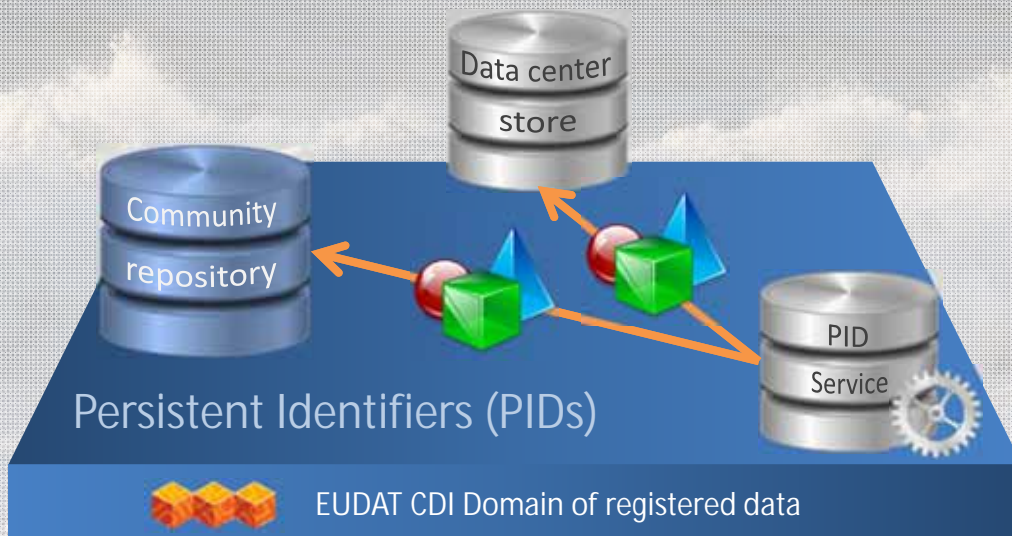 Data center
store
Community
repository
PID
Service
Persistent Identifiers (PIDs)
EUDAT CDI Domain of registered data